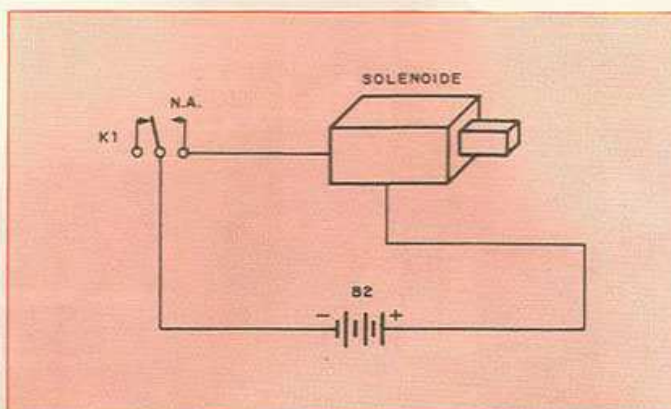 SOLENOIDE
N.A.
K1
B2
- +